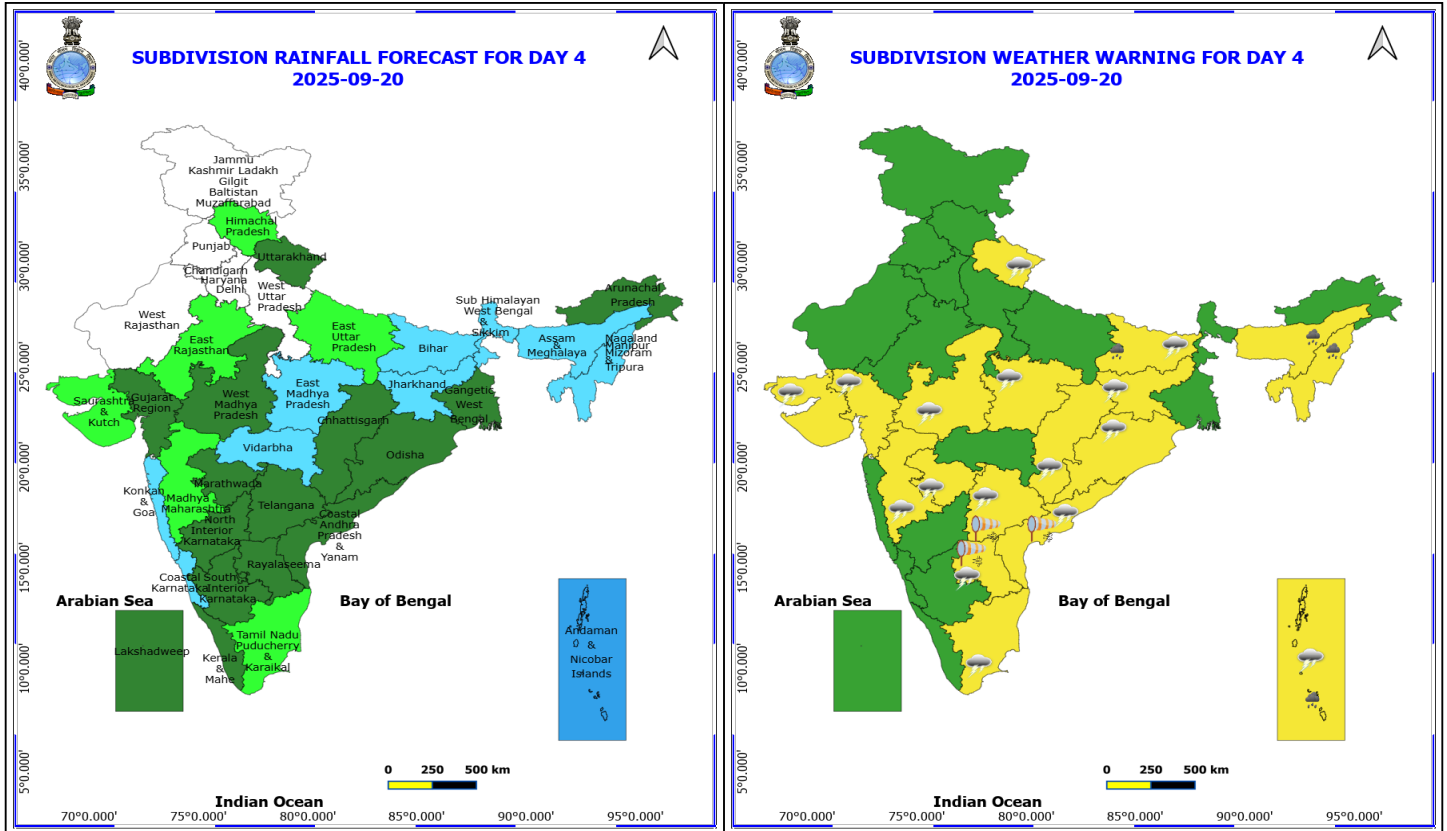 SUBDIVISION RAINFALL FORECAST FOR DAY 4
2025-09-20
40°0.000'
35°0.000'
30°0.000'
25°0.000'
20°0.000'
15°0.000'
10°0.000'
5°0.000'
Jammu
Kashmir Ladakh
Gilgit
Baltistan
Muzaffarabad
Himachal
Pradesh
Punjab
Uttarakhand
Chandigarh
Haryana
Delhi
West
Uttar
Pradesh
West
Rajasthan
East
Rajasthan
East
Uttar
Pradesh
Sub Himalayan
West Bengal
&
Sikkim
Arunachal
Pradesh
Bihar
Assam
&
Meghalaya
Nagaland
Manipur
Mizoram
&
Tripura
Saurashtra
&
Kutch
Gujarat
Region
West
Madhya
Pradesh
East
Madhya
Pradesh
Jharkhand
Gangetic
West
Bengal
Chhattisgarh
Vidarbha
Odisha
Konkan
&
Goa
Madhya
Maharashtra
Marathwada
Telangana
North
Interior
Karnataka
Coastal
Andhra
Pradesh
&
Yanam
Rayalaseema
Coastal
Karnataka
South
Interior
Karnataka
Arabian Sea
Bay of Bengal
Lakshadweep
Kerala
&
Mahe
Tamil Nadu
Puducherry
&
Karaikal
Andaman
&
Nicobar
Islands
0 250 500 km
Indian Ocean
70°0.000' 75°0.000' 80°0.000' 85°0.000' 90°0.000' 95°0.000'
SUBDIVISION WEATHER WARNING FOR DAY 4
2025-09-20
40°0.000'
35°0.000'
30°0.000'
25°0.000'
20°0.000'
15°0.000'
10°0.000'
5°0.000'
Arabian Sea
Bay of Bengal
0 250 500 km
Indian Ocean
70°0.000' 75°0.000' 80°0.000' 85°0.000' 90°0.000' 95°0.000'